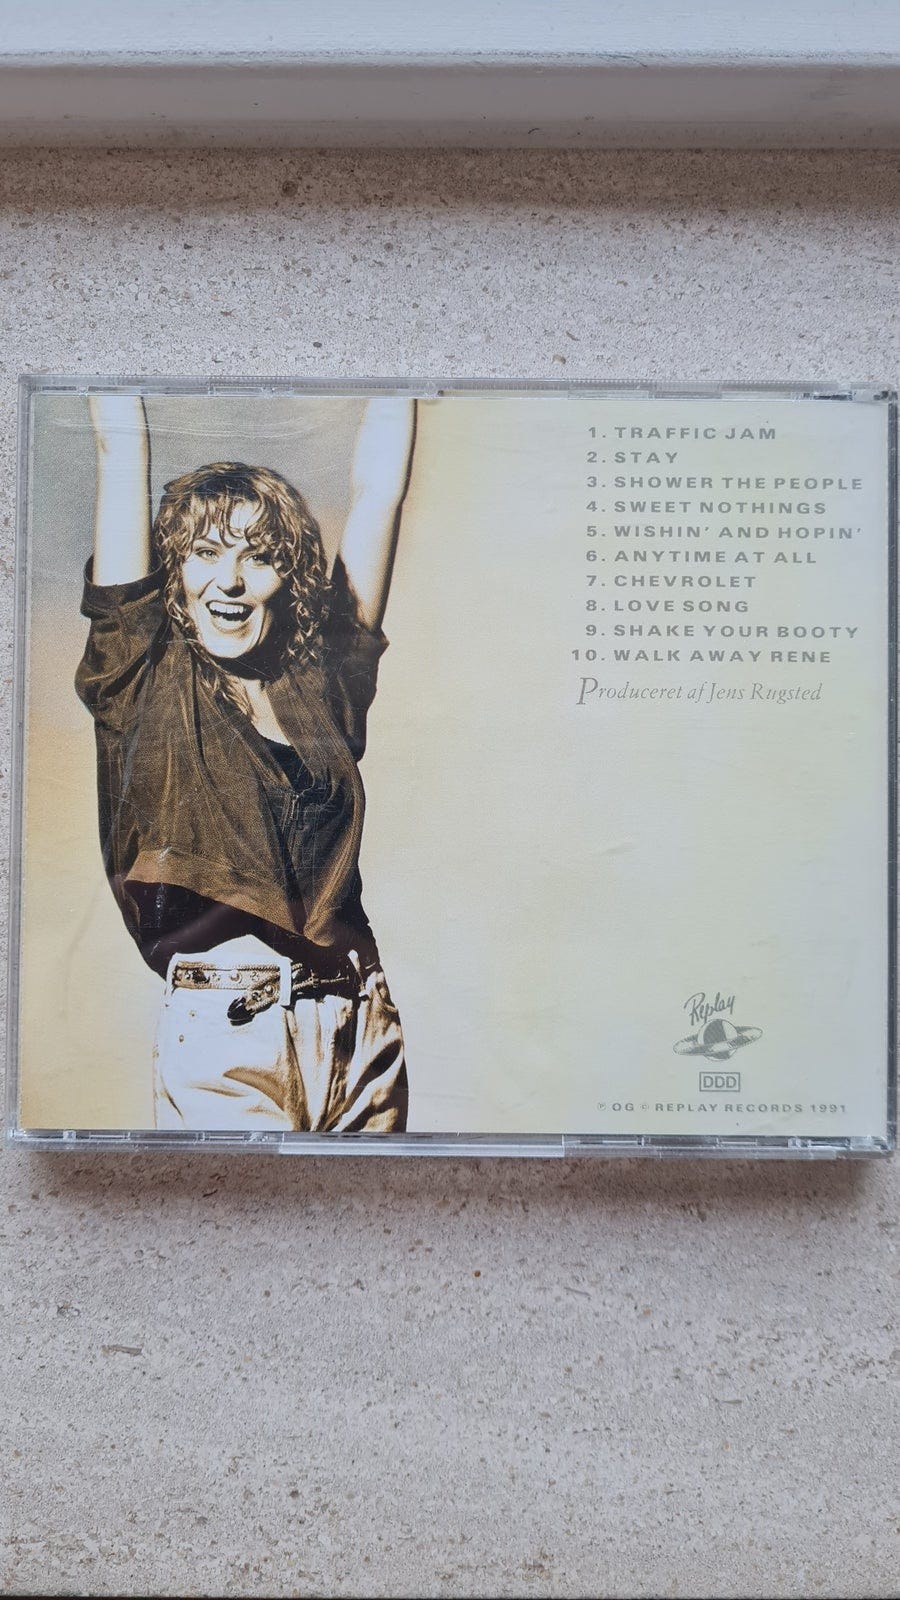 1. TRAFFIC JAM
2. STAY
3. SHOWER THE PEOPLE
4. SWEET NOTHINGS
5. WISHIN' AND HOPIN'
6. ANYTIME AT ALL
7. CHEVROLET
8. LOVE SONG
9. SHAKE YOUR BOOTY
10. WALK AWAY RENE
Produceret af Jens Rugsted
Replay
DDD
℗ OG © REPLAY RECORDS 1991